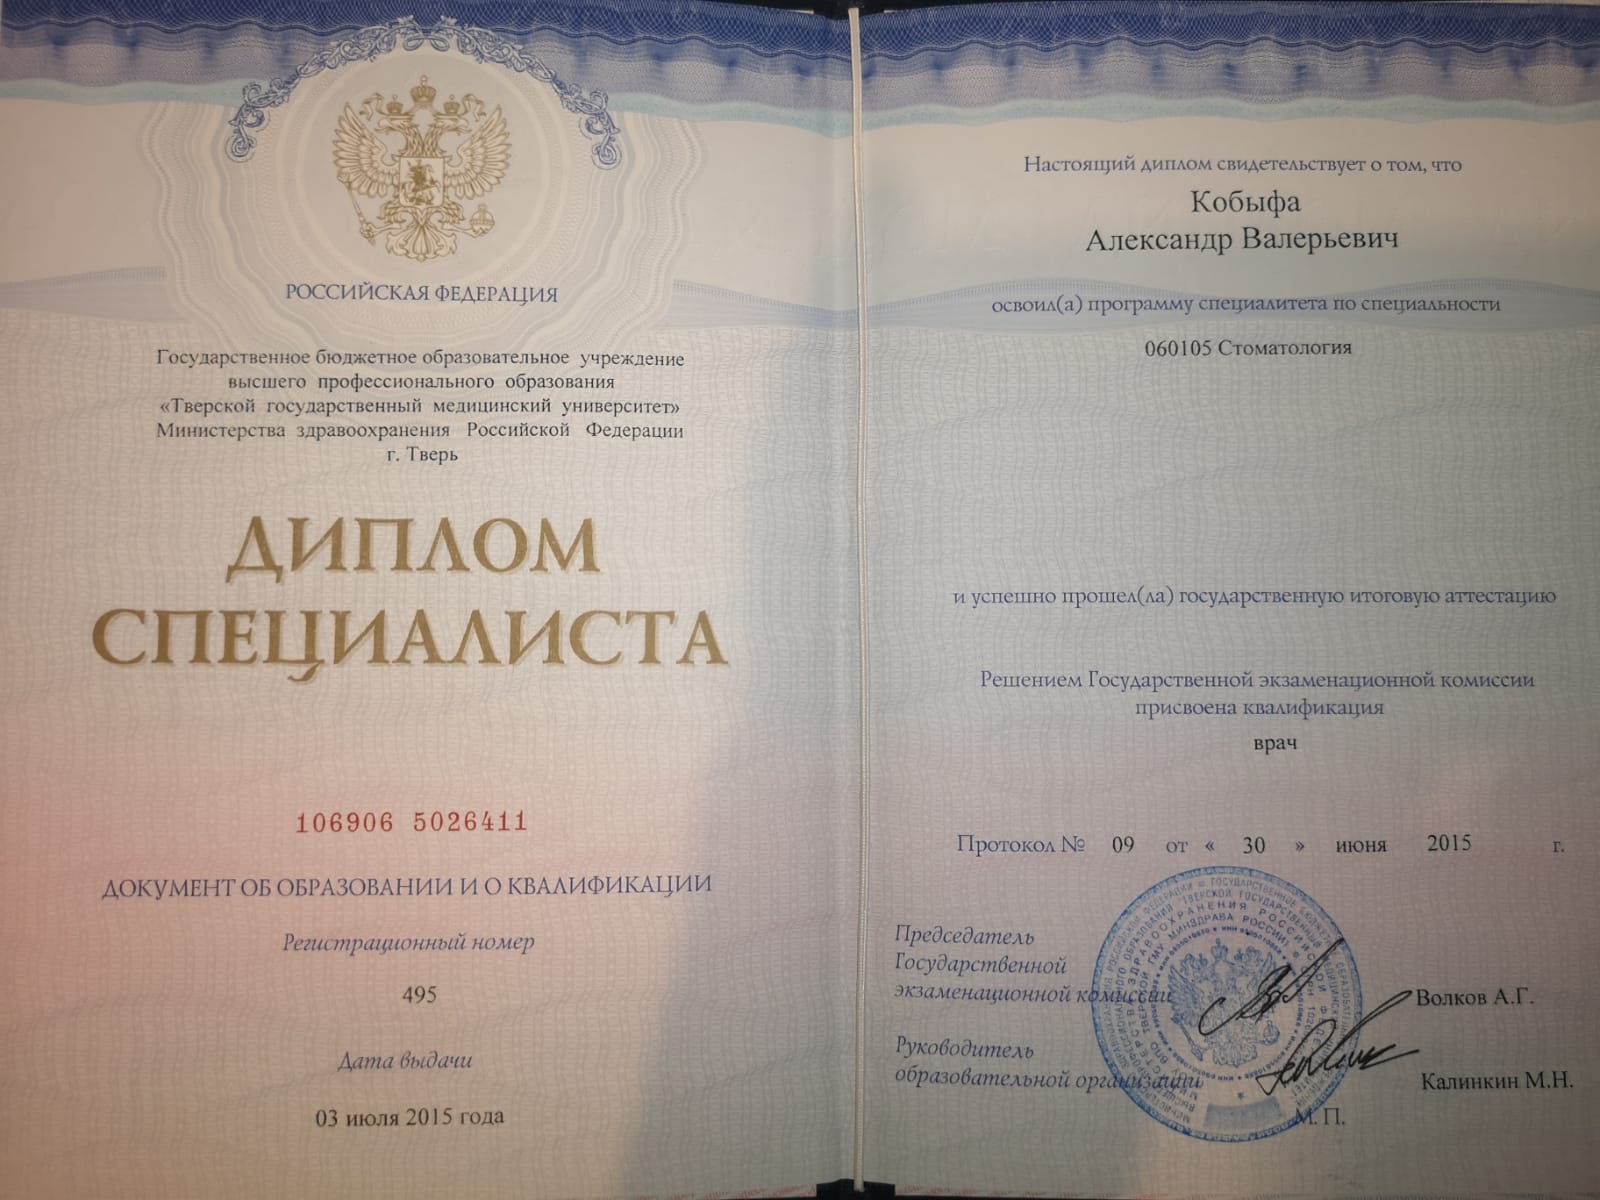 РОССИЙСКАЯ ФЕДЕРАЦИЯ
Государственное бюджетное образовательное учреждение
высшего профессионального образования
«Тверской государственный медицинский университет»
Министерства здравоохранения Российской Федерации
г. Тверь
ДИПЛОМ
СПЕЦИАЛИСТА
106906 5026411
ДОКУМЕНТ ОБ ОБРАЗОВАНИИ И О КВАЛИФИКАЦИИ
Регистрационный номер
495
Дата выдачи
03 июля 2015 года
Настоящий диплом свидетельствует о том, что
Кобыфа
Александр Валерьевич
освоил(а) программу специалитета по специальности
060105 Стоматология
и успешно прошел(ла) государственную итоговую аттестацию
Решением Государственной экзаменационной комиссии
присвоена квалификация
врач
Протокол № 09 от « 30 » июня 2015 г.
Председатель
Государственной
экзаменационной комиссии Волков А.Г.
Руководитель
образовательной организации Калинкин М.Н.
М. П.